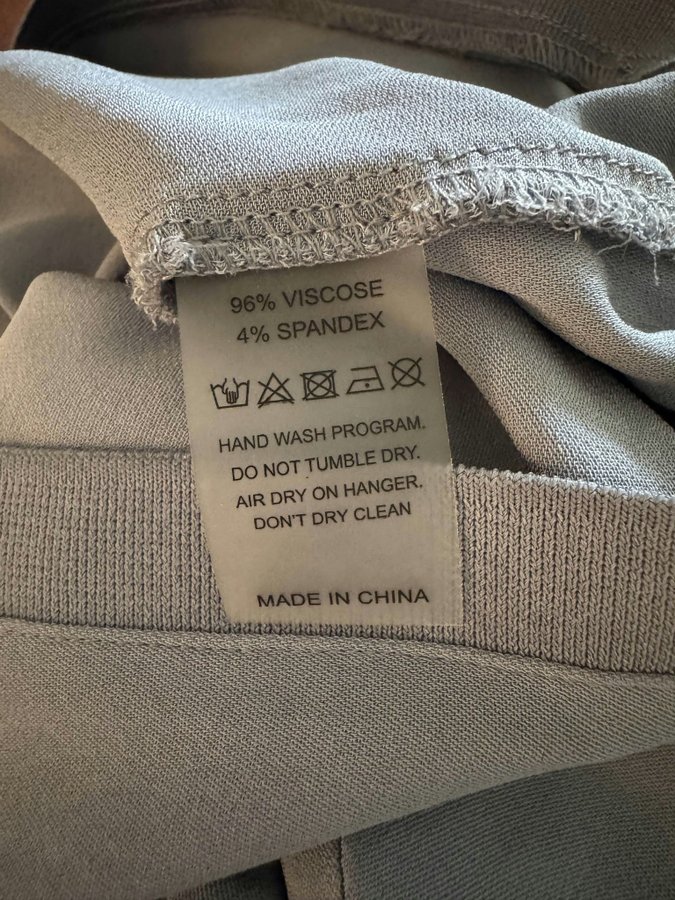 96% VISCOSE
4% SPANDEX
HAND WASH PROGRAM.
DO NOT TUMBLE DRY.
AIR DRY ON HANGER.
DON'T DRY CLEAN
MADE IN CHINA